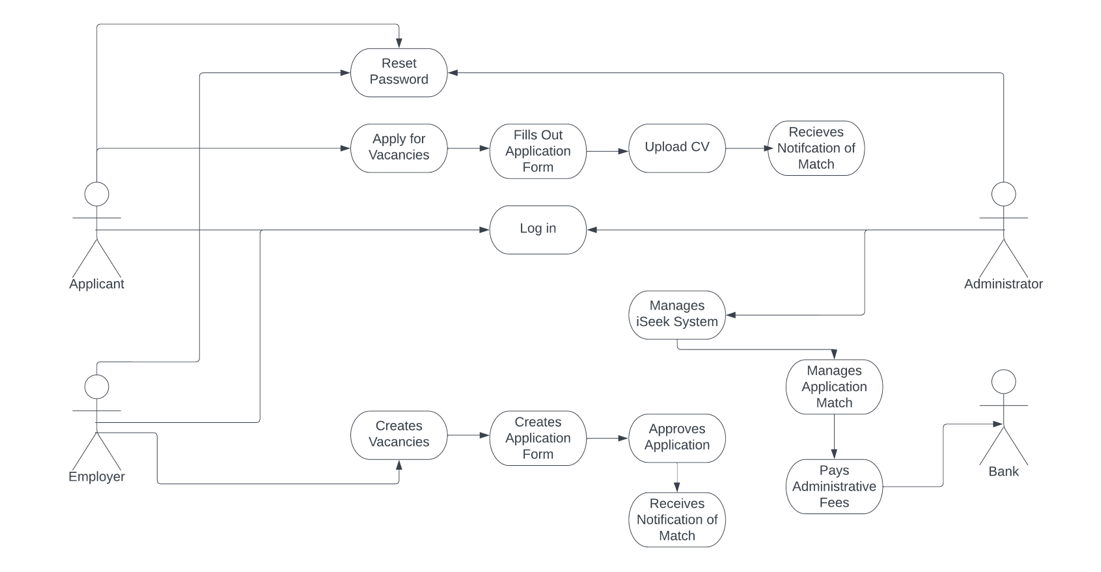 Reset
Password
Apply for
Vacancies
Fills Out
Application
Form
Upload CV
Recieves
Notifcation of
Match
Log in
Applicant
Administrator
Manages
iSeek System
Manages
Application
Match
Creates
Vacancies
Creates
Application
Form
Approves
Application
Employer
Pays
Administrative
Fees
Bank
Receives
Notification of
Match